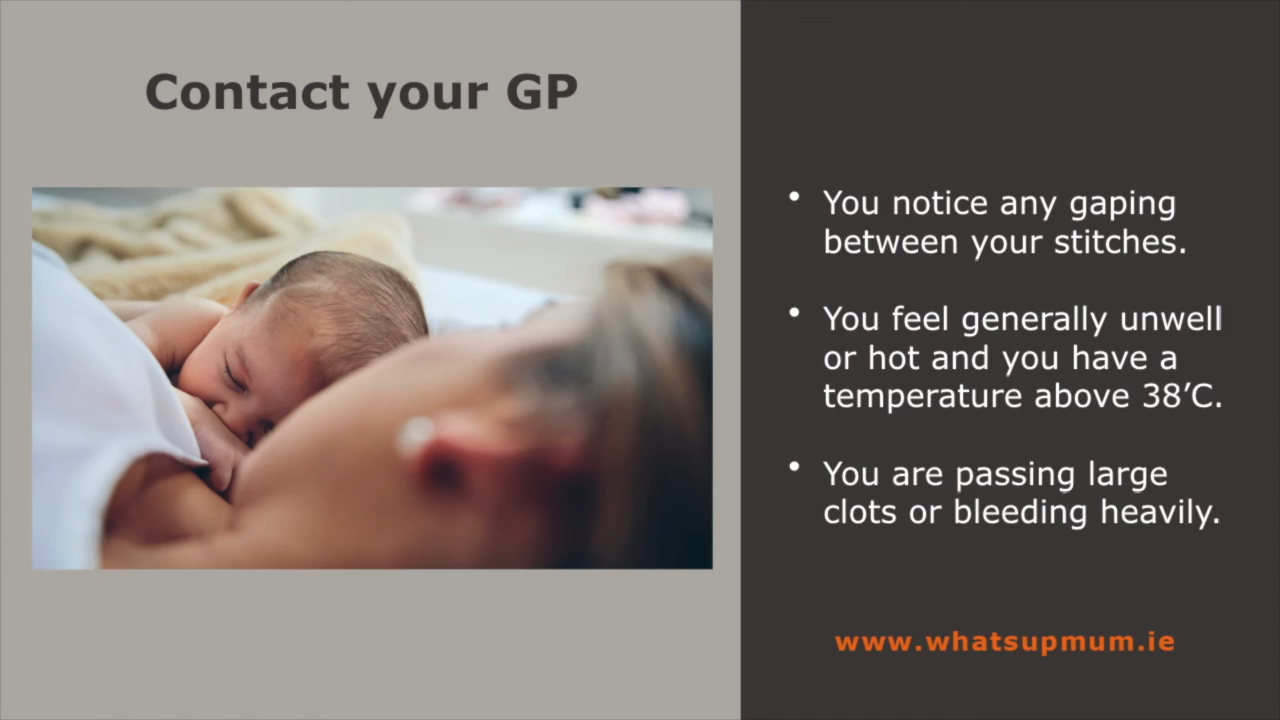 Contact your GP
• You notice any gaping
between your stitches.
• You feel generally unwell
or hot and you have a
temperature above 38’C.
• You are passing large
clots or bleeding heavily.
www.whatsupmum.ie